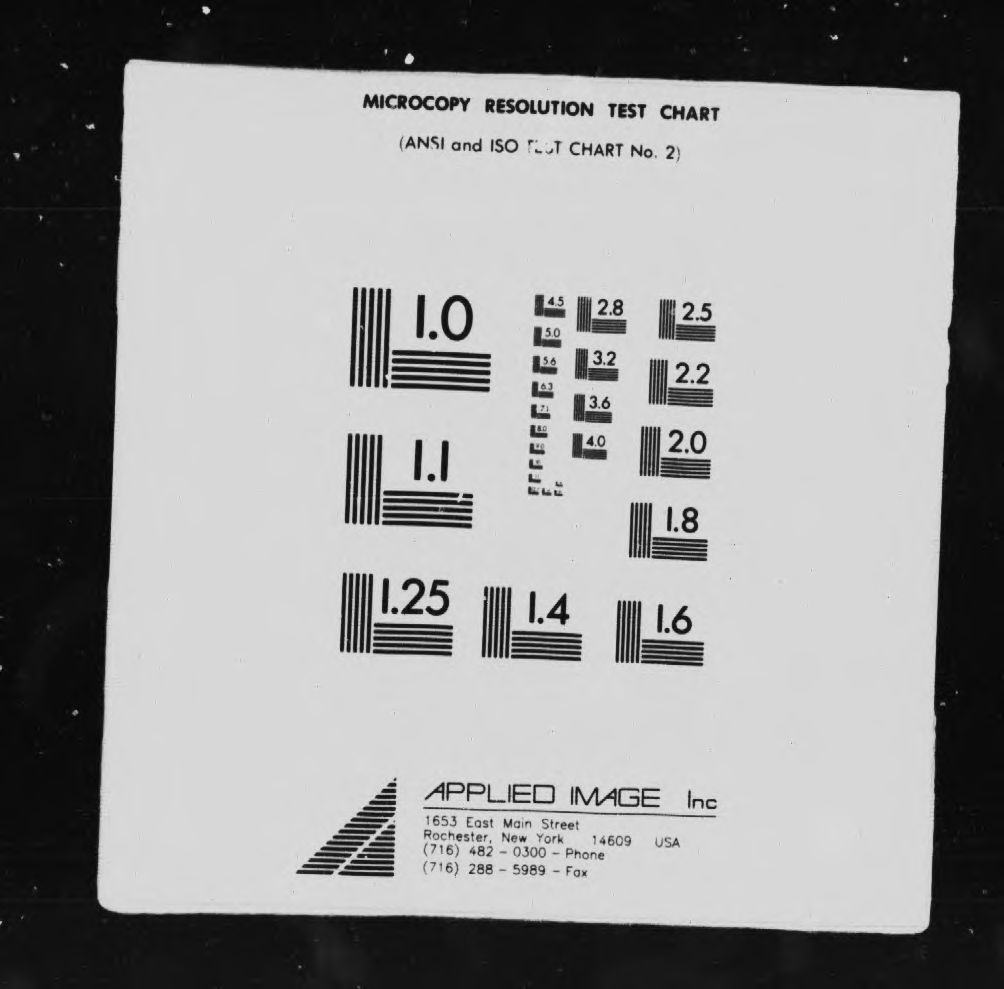 MICROCOPY RESOLUTION TEST CHART
(ANSI and ISO TEST CHART No. 2)
1.0
1.1
1.25
1.4
1.6
1.8
2.0
2.2
2.5
2.8
3.2
3.6
4.0
4.5
5.0
5.6
6.3
7.1
8.0
APPLIED IMAGE Inc
1653 East Main Street
Rochester, New York 14609 USA
(716) 482 - 0300 - Phone
(716) 288 - 5989 - Fax